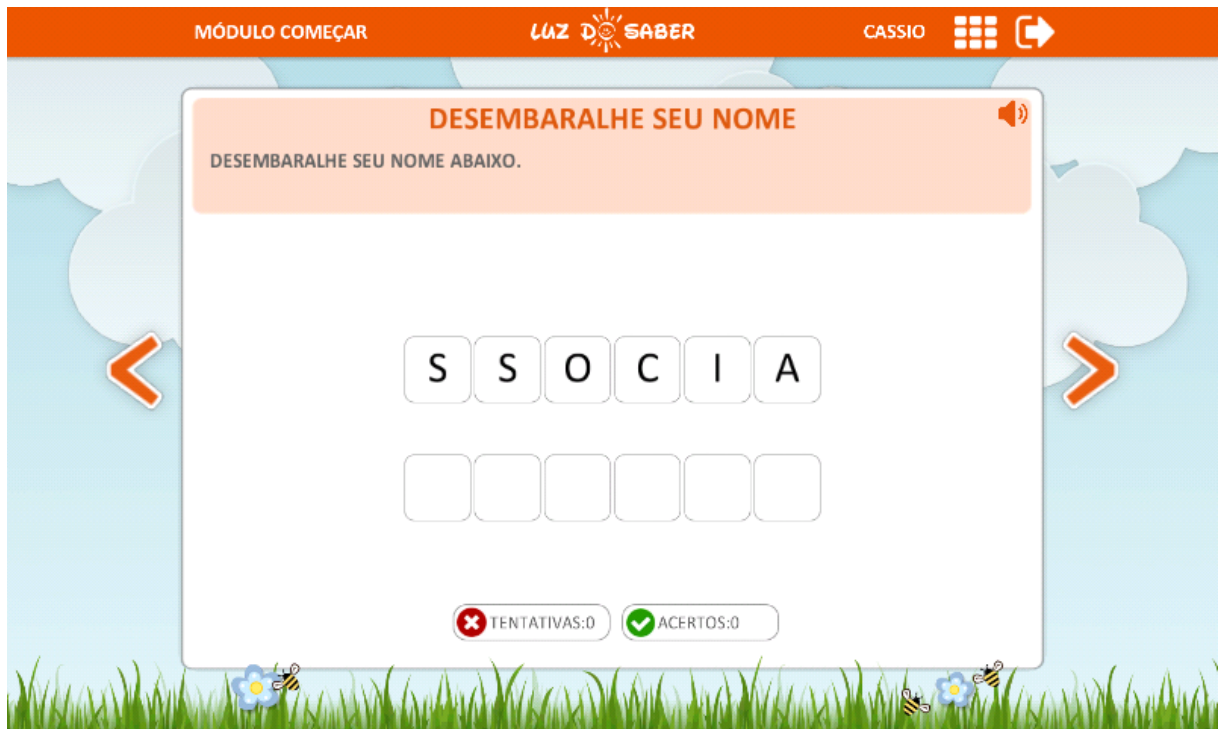 MÓDULO COMEÇAR LUZ DO SABER CASSIO
DESEMBARALHE SEU NOME
DESEMBARALHE SEU NOME ABAIXO.
S S O C I A
TENTATIVAS:0 ACERTOS:0